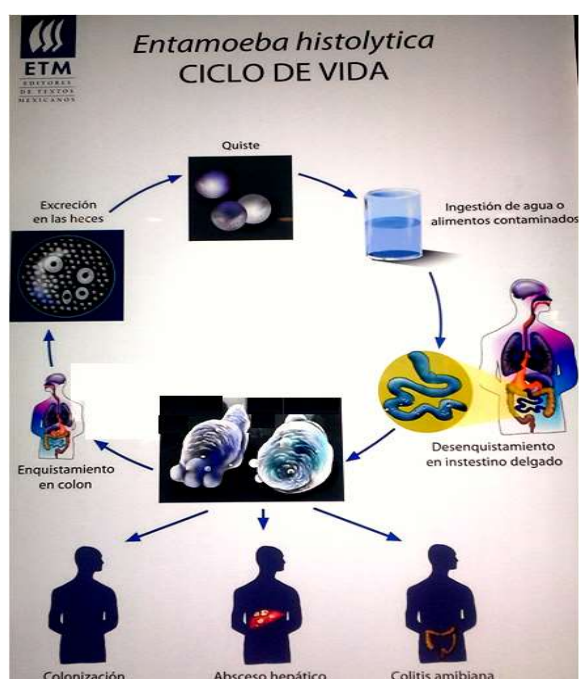 ETM
EDITORES
DE TEXTOS
MEXICANOS
Entamoeba histolytica
CICLO DE VIDA
Quiste
Excreción
en las heces
Ingestión de agua o
alimentos contaminados
Desenquistamiento
en instestino delgado
Enquistamiento
en colon
Colonización
Absceso hepático
Colitis amibiana